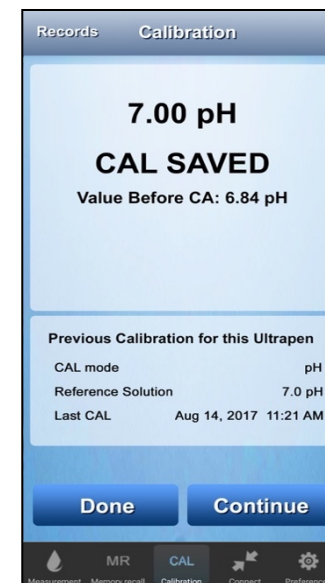 Records Calibration
7.00 pH
CAL SAVED
Value Before CA: 6.84 pH
Previous Calibration for this Ultrapen
CAL mode pH
Reference Solution 7.0 pH
Last CAL Aug 14, 2017 11:21 AM
Done Continue
MR CAL
Measurement Memory recall Calibration Connect Preference